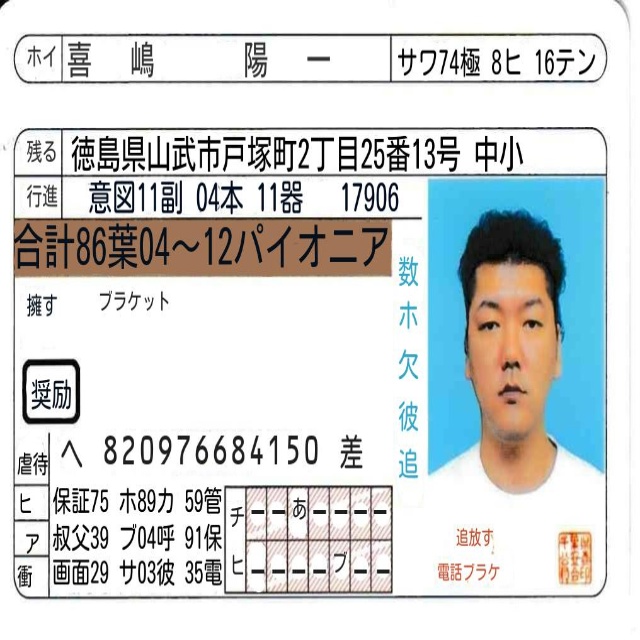 ホイ 喜 嶋 陽 一 サワ74極 8ヒ 16テン
残る 徳島県山武市戸塚町2丁目25番13号 中小
行進 意図11副 04本 11器 17906
合計86葉04〜12パイオニア
擁す ブラケット
数ホ欠彼追
奨励
虐待 へ 820976684150 差
ヒ 保証75 ホ89カ 59管
ア 叔父39 ブ04呼 91保
衝 画面29 サ03彼 35電
チ ーーあーーーー
ヒ ーーーーブーー
追放す
電話ブラケ